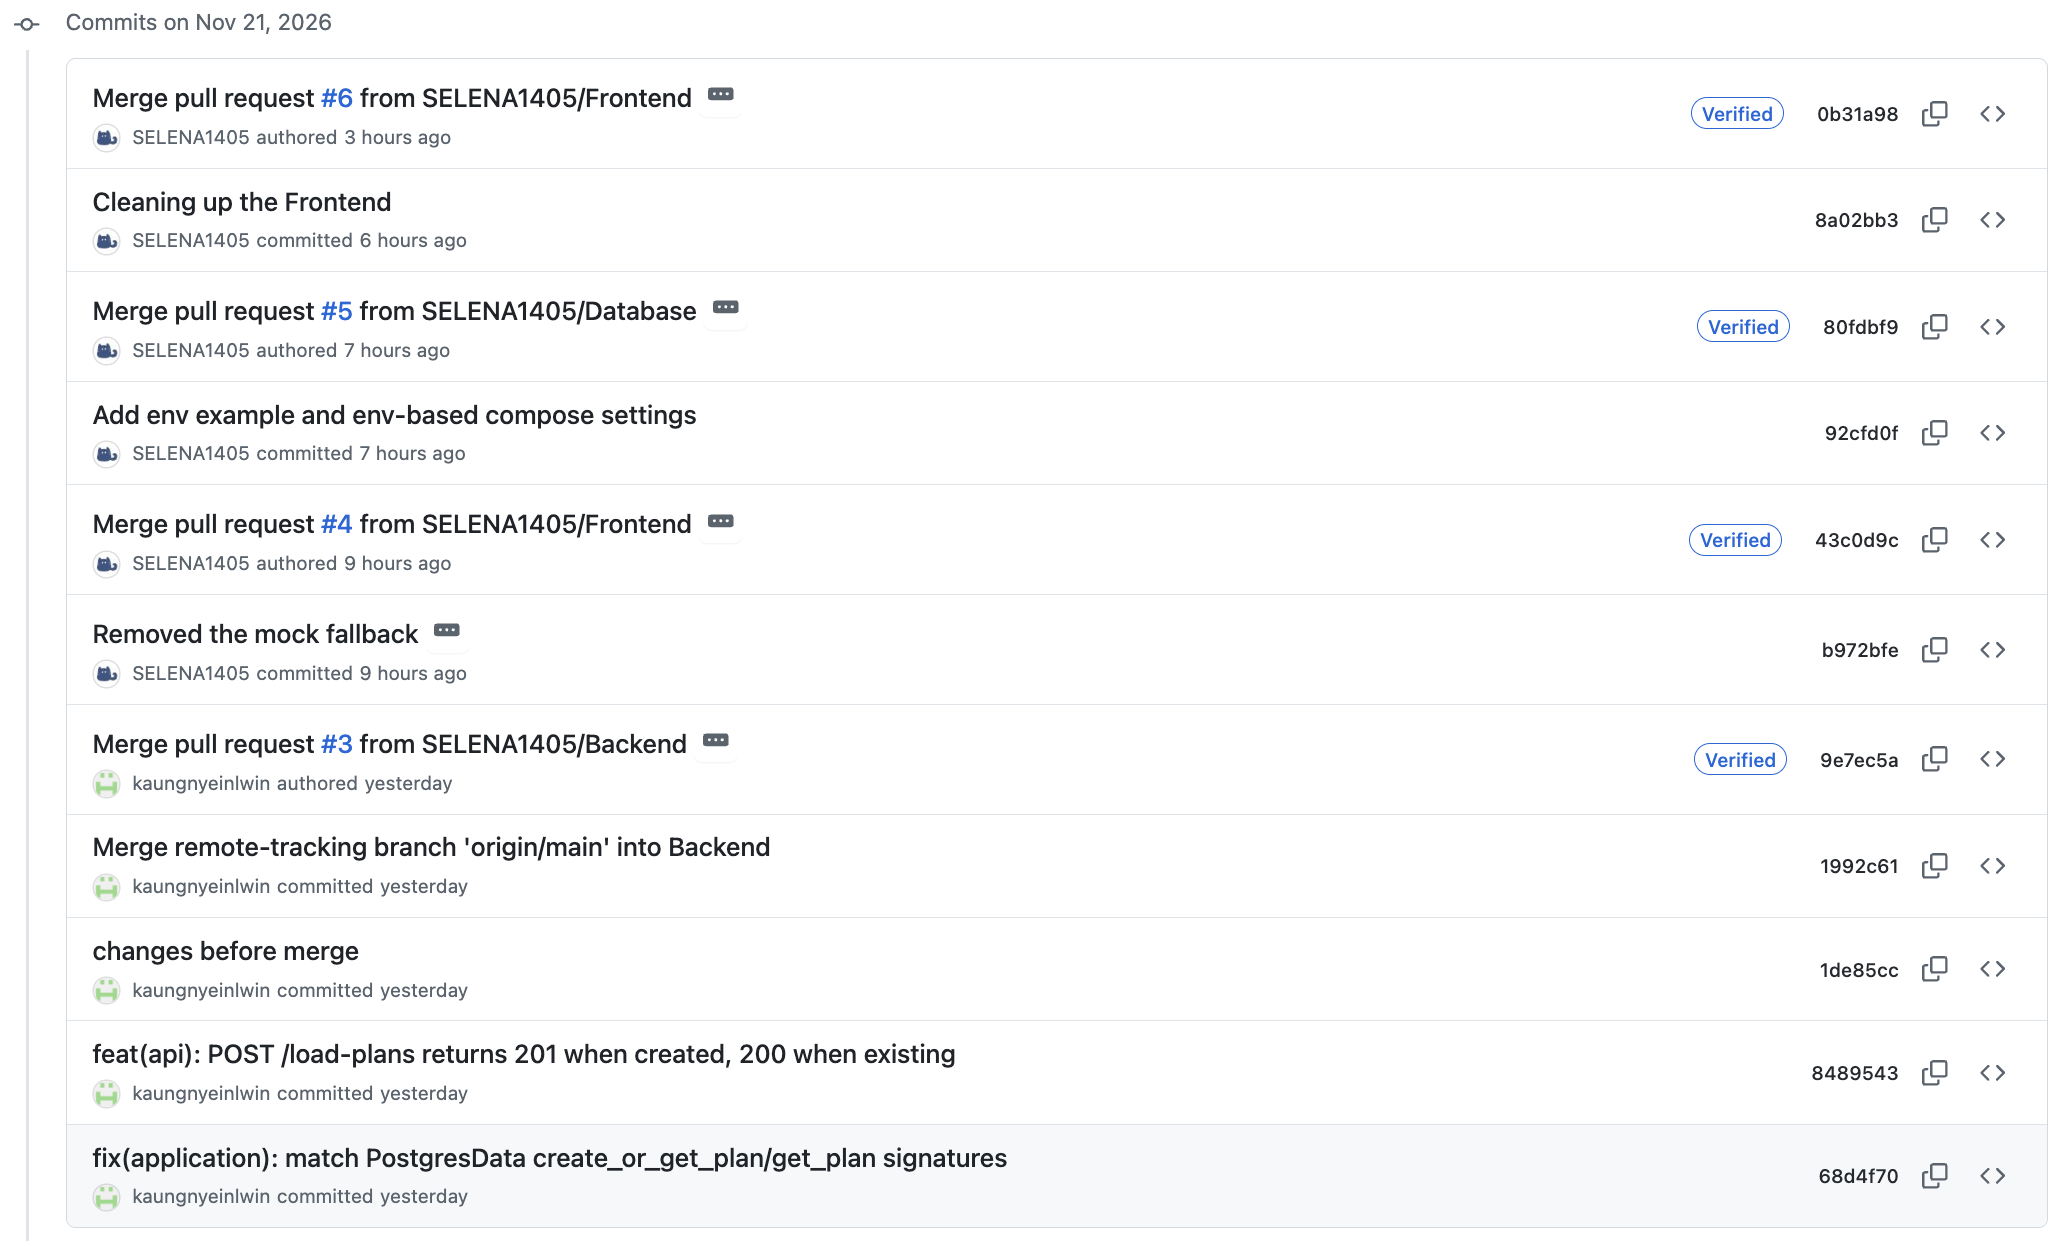 Commits on Nov 21, 2026
Merge pull request #6 from SELENA1405/Frontend
SELENA1405 authored 3 hours ago
Verified
0b31a98
Cleaning up the Frontend
SELENA1405 committed 6 hours ago
8a02bb3
Merge pull request #5 from SELENA1405/Database
SELENA1405 authored 7 hours ago
Verified
80fdbf9
Add env example and env-based compose settings
SELENA1405 committed 7 hours ago
92cfd0f
Merge pull request #4 from SELENA1405/Frontend
SELENA1405 authored 9 hours ago
Verified
43c0d9c
Removed the mock fallback
SELENA1405 committed 9 hours ago
b972bfe
Merge pull request #3 from SELENA1405/Backend
kaungnyeinlwin authored yesterday
Verified
9e7ec5a
Merge remote-tracking branch 'origin/main' into Backend
kaungnyeinlwin committed yesterday
1992c61
changes before merge
kaungnyeinlwin committed yesterday
1de85cc
feat(api): POST /load-plans returns 201 when created, 200 when existing
kaungnyeinlwin committed yesterday
8489543
fix(application): match PostgresData create_or_get_plan/get_plan signatures
kaungnyeinlwin committed yesterday
68d4f70